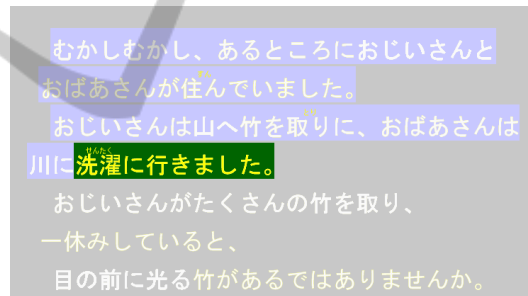 むかしむかし、あるところにおじいさんと
おばあさんが住んでいました。
おじいさんは山へ竹を取りに、おばあさんは
川に洗濯に行きました。
おじいさんがたくさんの竹を取り、
一休みしていると、
目の前に光る竹があるではありませんか。